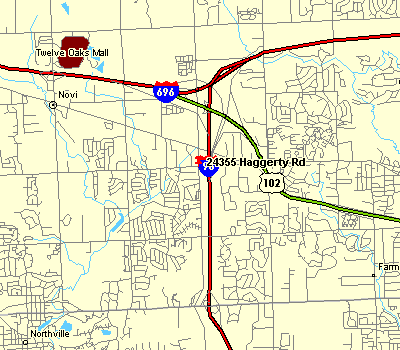 Twelve Oaks Mall
696
Novi
24355 Haggerty Rd
102
Farm
Northville